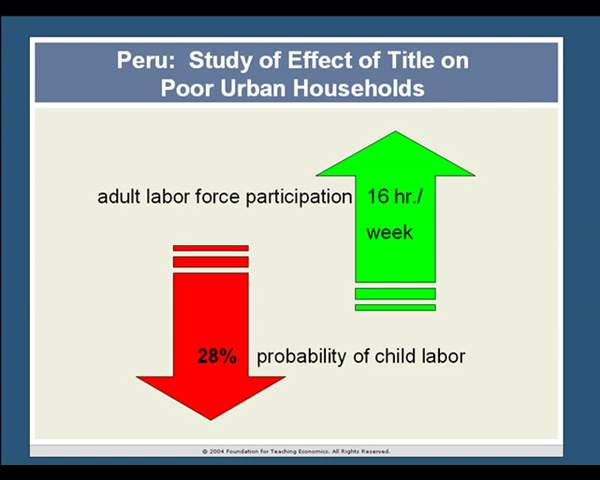 Peru: Study of Effect of Title on
Poor Urban Households
adult labor force participation 16 hr./
week
28% probability of child labor
© 2004 Foundation for Teaching Economics. All Rights Reserved.